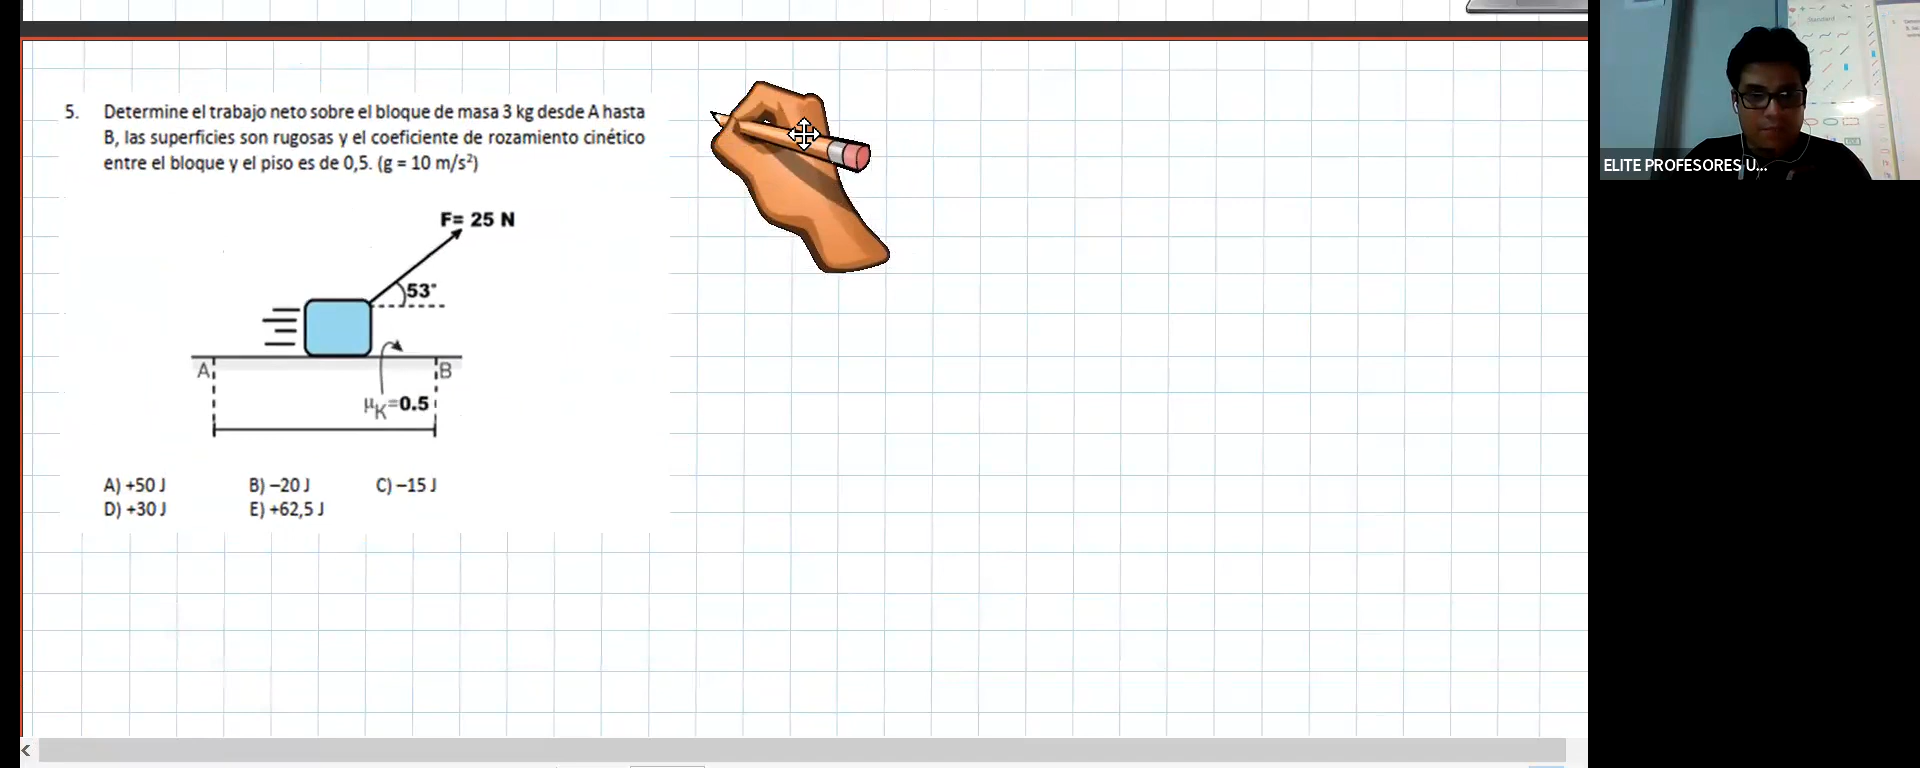 5. Determine el trabajo neto sobre el bloque de masa 3 kg desde A hasta
B, las superficies son rugosas y el coeficiente de rozamiento cinético
entre el bloque y el piso es de 0,5. (g = 10 m/s²)
F= 25 N
53°
A
B
μK=0.5
A) +50 J B) –20 J C) –15 J
D) +30 J E) +62,5 J
ELITE PROFESORES U...
Standard